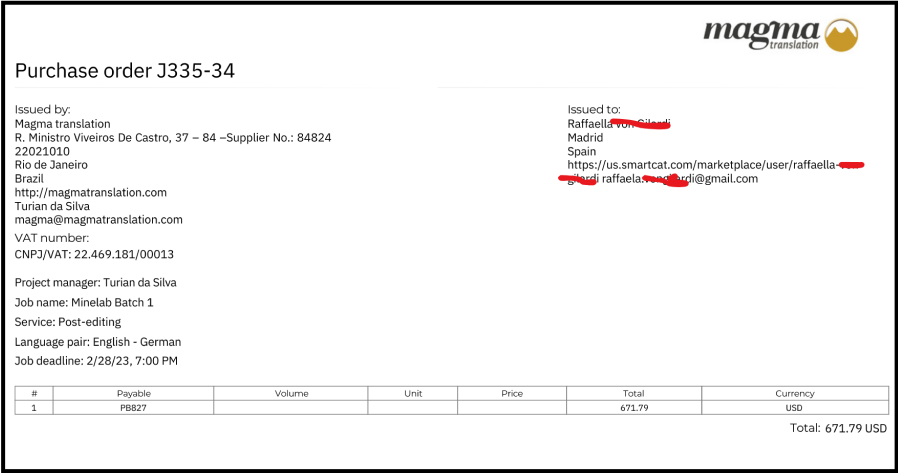 magma
translation
Purchase order J335-34
Issued by:
Magma translation
R. Ministro Viveiros De Castro, 37 – 84 –Supplier No.: 84824
22021010
Rio de Janeiro
Brazil
http://magmatranslation.com
Turian da Silva
magma@magmatranslation.com
VAT number:
CNPJ/VAT: 22.469.181/00013
Issued to:
Raffaella
Madrid
Spain
https://us.smartcat.com/marketplace/user/raffaella-
raffaela. @gmail.com
Project manager: Turian da Silva
Job name: Minelab Batch 1
Service: Post-editing
Language pair: English - German
Job deadline: 2/28/23, 7:00 PM
# Payable Volume Unit Price Total Currency
1 PB827 671.79 USD
Total: 671.79 USD